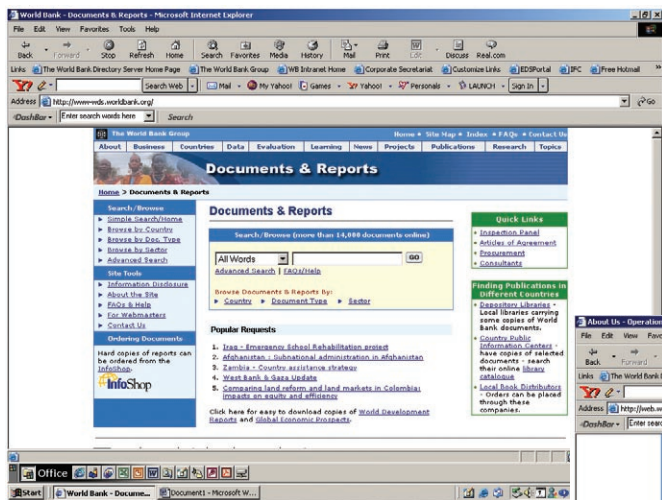 World Bank - Documents & Reports - Microsoft Internet Explorer
File Edit View Favorites Tools Help
Back Forward Stop Refresh Home Search Favorites Media History Mail Print Edit Discuss Real.com
Links The World Bank Directory Server Home Page The World Bank Group WB Intranet Home Corporate Secretariat Customize Links EDSPortal IFC Free Hotmail
Y? Search Web Mail My Yahoo! Games Yahoo! Personals LAUNCH Sign In
Address http://www-wds.worldbank.org/ Go
DashBar Enter search words here Search
The World Bank Group Home Site Map Index FAQs Contact Us
About Business Countries Data Evaluation Learning News Projects Publications Research Topics
Documents & Reports
Home > Documents & Reports
Search/Browse
Simple Search/Home
Browse by Country
Browse by Doc. Type
Browse by Sector
Advanced Search
Site Tools
Information Disclosure
About the Site
FAQs & Help
For Webmasters
Contact Us
Ordering Documents
Hard copies of reports can
be ordered from the
InfoShop.
InfoShop
Documents & Reports
Search/Browse (more than 14,000 documents online)
All Words GO
Advanced Search | FAQs/Help
Browse Documents & Reports By:
Country Document Type Sector
Popular Requests
1. Iraq - Emergency School Rehabilitation protect
2. Afghanistan : Subnational administration in Afghanistan
3. Zambia - Country assistance strategy
4. West Bank & Gaza Update
5. Comparing land reform and land markets in Colombia:
impacts on equity and efficiency
Click here for easy to download copies of World Development
Reports and Global Economic Prospects.
Quick Links
Inspection Panel
Articles of Agreement
Procurement
Consultants
Finding Publications in
Different Countries
Depository Libraries -
Local libraries carrying
some copies of World
Bank documents.
Country Public
Information Centers -
have copies of selected
documents - search
their online library
catalogue
Local Book Distributors
- Orders can be placed
through these
companies.
About Us - Operation
File Edit View Favo
Back Forward
Links The World Bank
Address http://web.w
DashBar Enter searc
Office
Start World Bank - Docume... Document1 - Microsoft W...